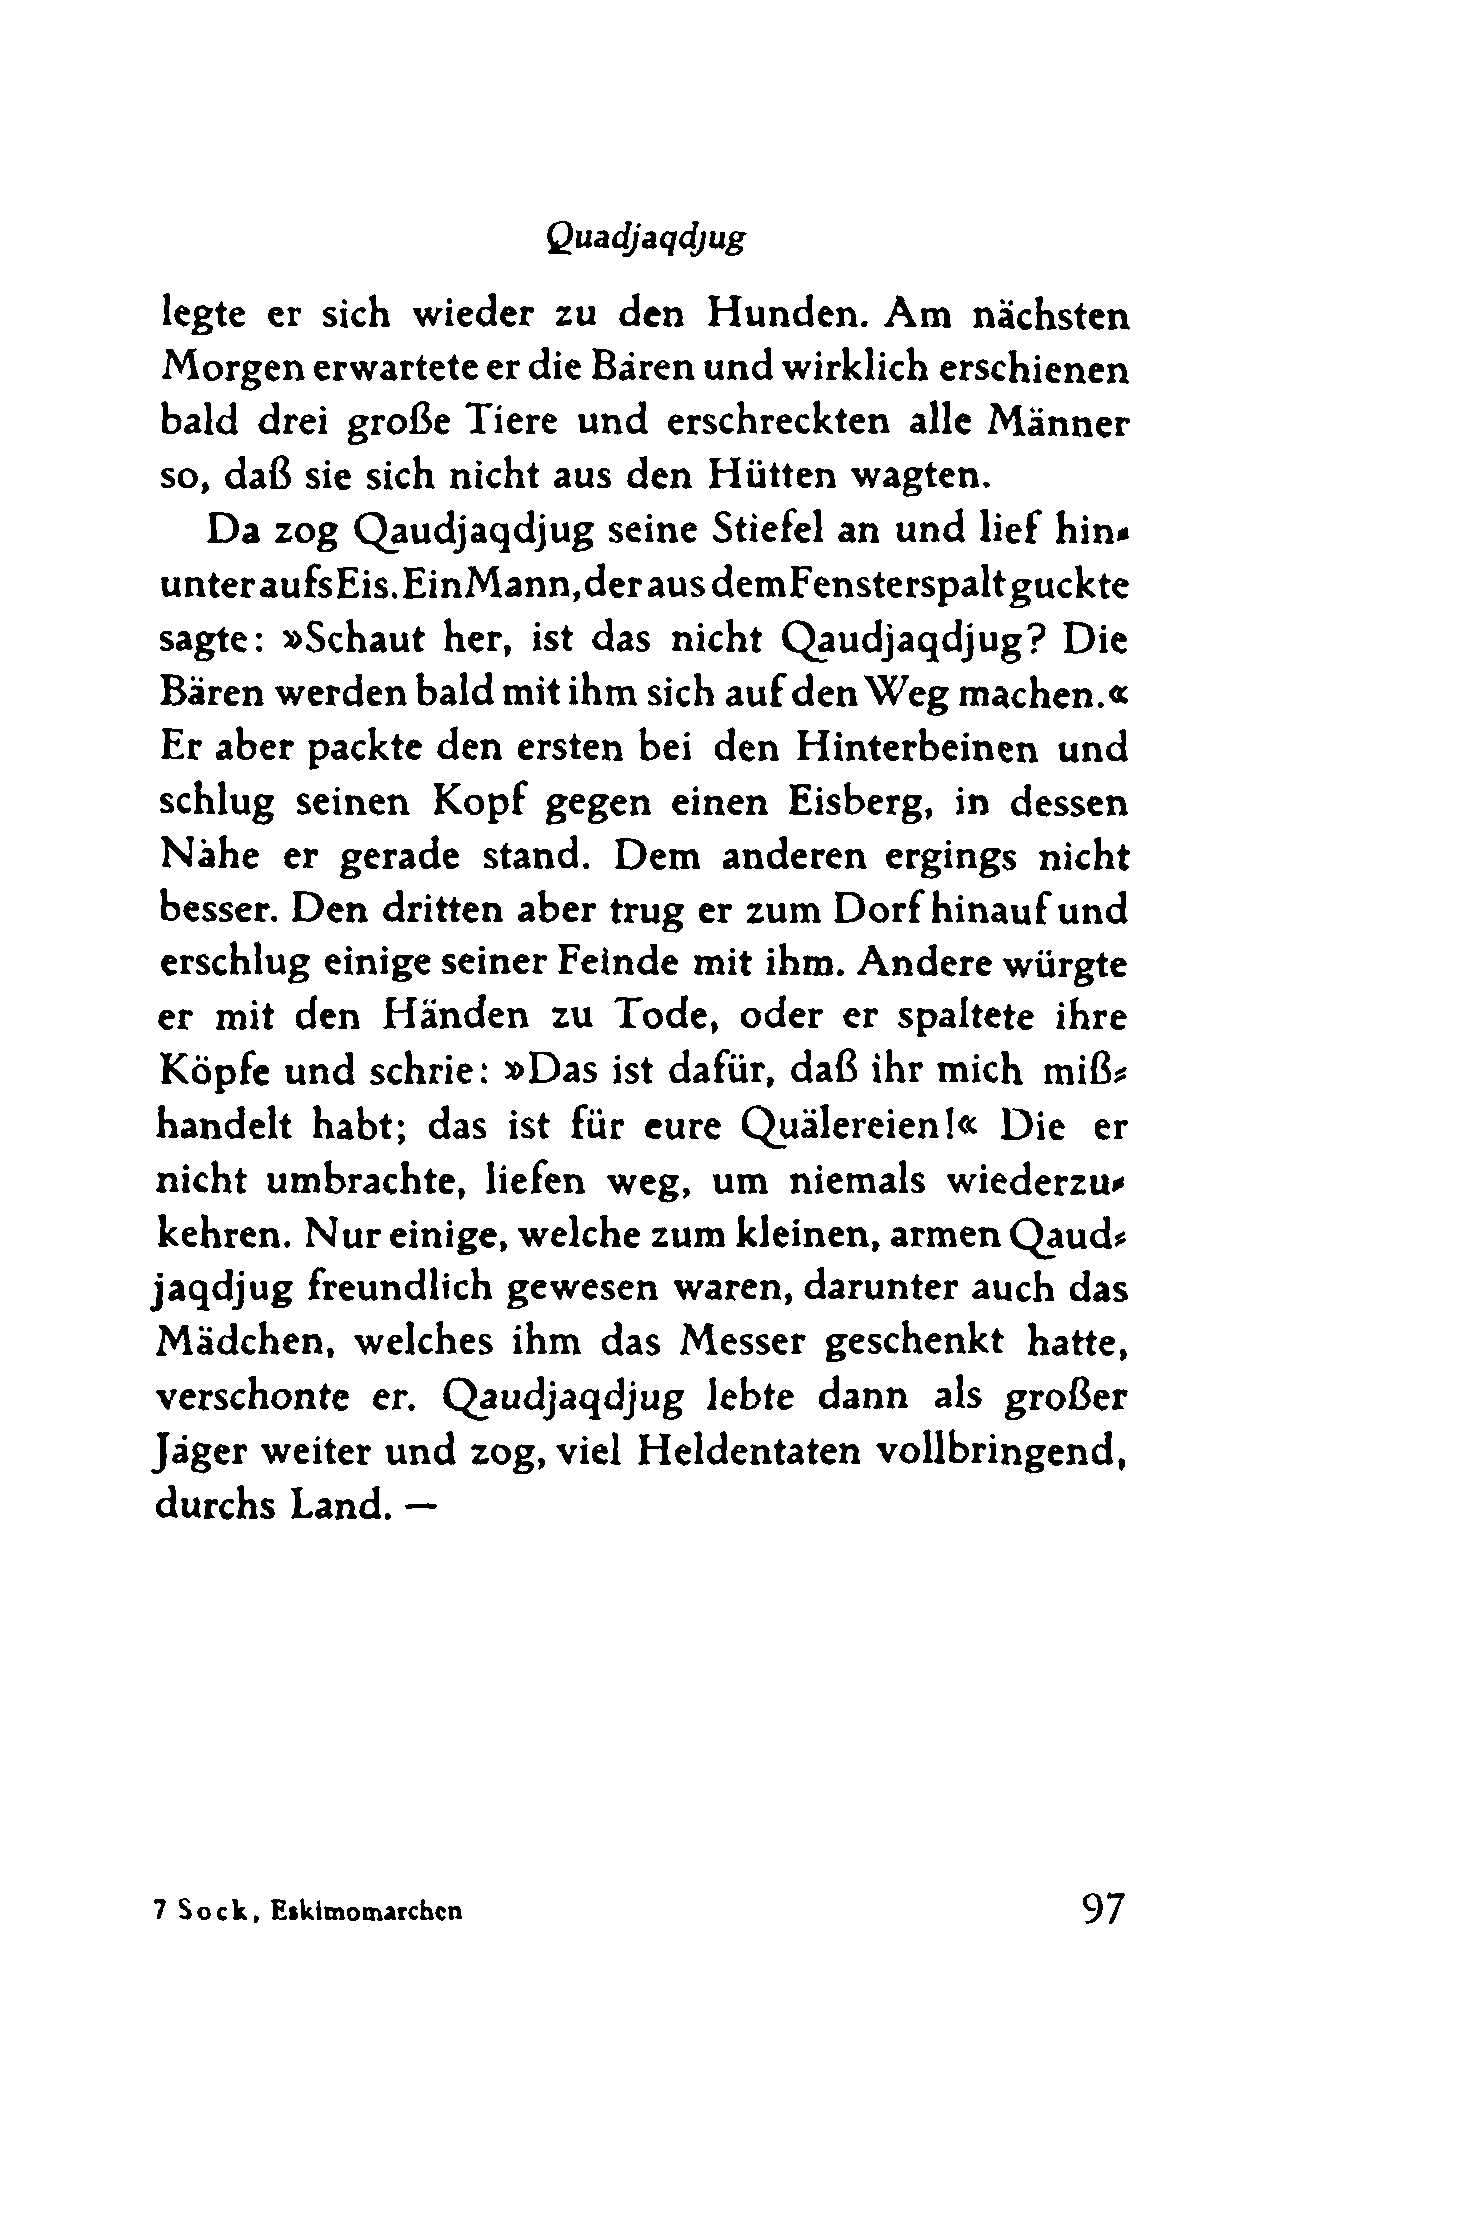 Quadjaqdjug
legte er sich wieder zu den Hunden. Am nächsten
Morgen erwartete er die Bären und wirklich erschienen
bald drei große Tiere und erschreckten alle Männer
so, daß sie sich nicht aus den Hütten wagten.
Da zog Qaudjaqdjug seine Stiefel an und lief hin-
unter aufs Eis. Ein Mann, der aus dem Fensterspalt guckte
sagte: »Schaut her, ist das nicht Qaudjaqdjug? Die
Bären werden bald mit ihm sich auf den Weg machen.«
Er aber packte den ersten bei den Hinterbeinen und
schlug seinen Kopf gegen einen Eisberg, in dessen
Nähe er gerade stand. Dem anderen ergings nicht
besser. Den dritten aber trug er zum Dorf hinauf und
erschlug einige seiner Feinde mit ihm. Andere würgte
er mit den Händen zu Tode, oder er spaltete ihre
Köpfe und schrie: »Das ist dafür, daß ihr mich miß-
handelt habt; das ist für eure Quälereien!« Die er
nicht umbrachte, liefen weg, um niemals wiederzu-
kehren. Nur einige, welche zum kleinen, armen Qaud-
jaqdjug freundlich gewesen waren, darunter auch das
Mädchen, welches ihm das Messer geschenkt hatte,
verschonte er. Qaudjaqdjug lebte dann als großer
Jäger weiter und zog, viel Heldentaten vollbringend,
durchs Land. —
7 Sock, Eskimomärchen 97